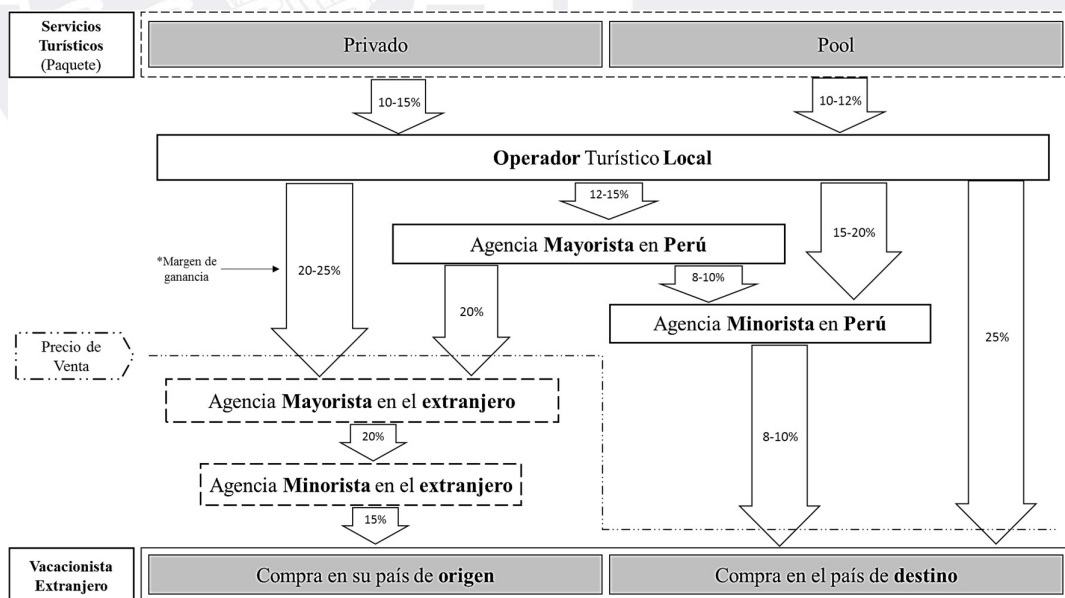 Servicios
Turísticos
(Paquete)
Privado
Pool
10-15%
10-12%
Operador Turístico Local
12-15%
Agencia Mayorista en Perú
15-20%
*Margen de
ganancia
20-25%
8-10%
20%
Agencia Minorista en Perú
25%
Precio de
Venta
Agencia Mayorista en el extranjero
20%
8-10%
Agencia Minorista en el extranjero
15%
Vacacionista
Extranjero
Compra en su país de origen
Compra en el país de destino